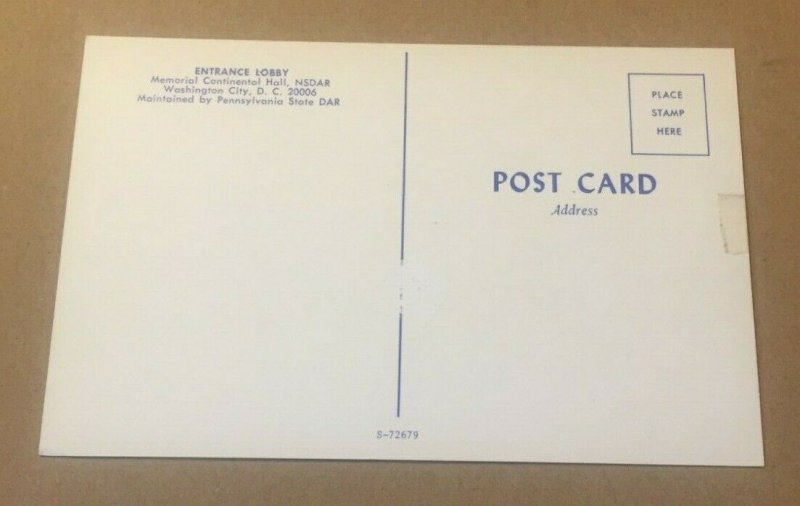 ENTRANCE LOBBY
Memorial Continental Hall, NSDAR
Washington City, D. C. 20006
Maintained by Pennsylvania State DAR
PLACE
STAMP
HERE
POST CARD
Address
S-72679